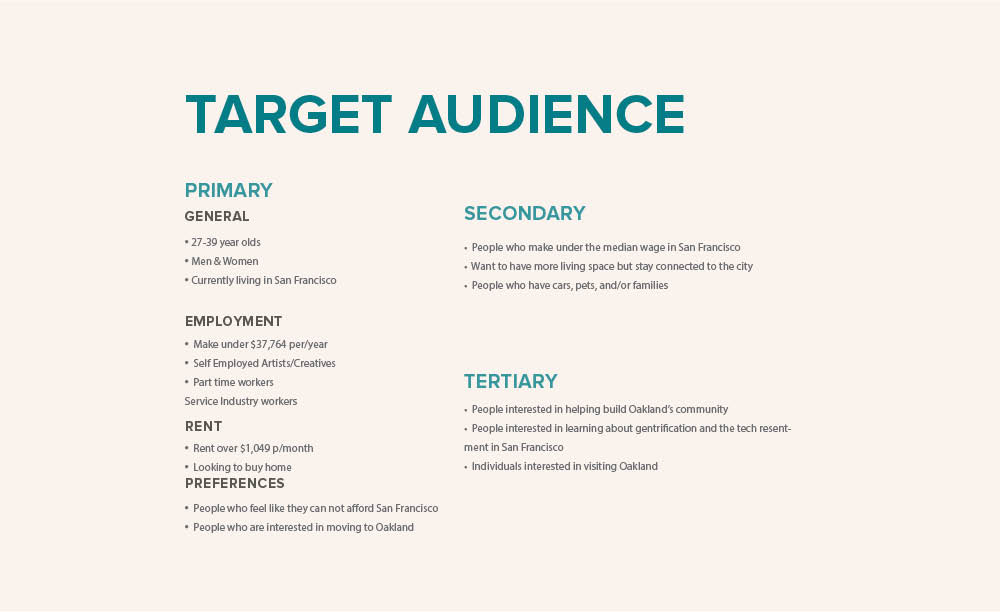 TARGET AUDIENCE
PRIMARY
GENERAL
• 27-39 year olds
• Men & Women
• Currently living in San Francisco
EMPLOYMENT
• Make under $37,764 per/year
• Self Employed Artists/Creatives
• Part time workers
Service Industry workers
RENT
• Rent over $1,049 p/month
• Looking to buy home
PREFERENCES
• People who feel like they can not afford San Francisco
• People who are interested in moving to Oakland
SECONDARY
• People who make under the median wage in San Francisco
• Want to have more living space but stay connected to the city
• People who have cars, pets, and/or families
TERTIARY
• People interested in helping build Oakland's community
• People interested in learning about gentrification and the tech resent-
ment in San Francisco
• Individuals interested in visiting Oakland